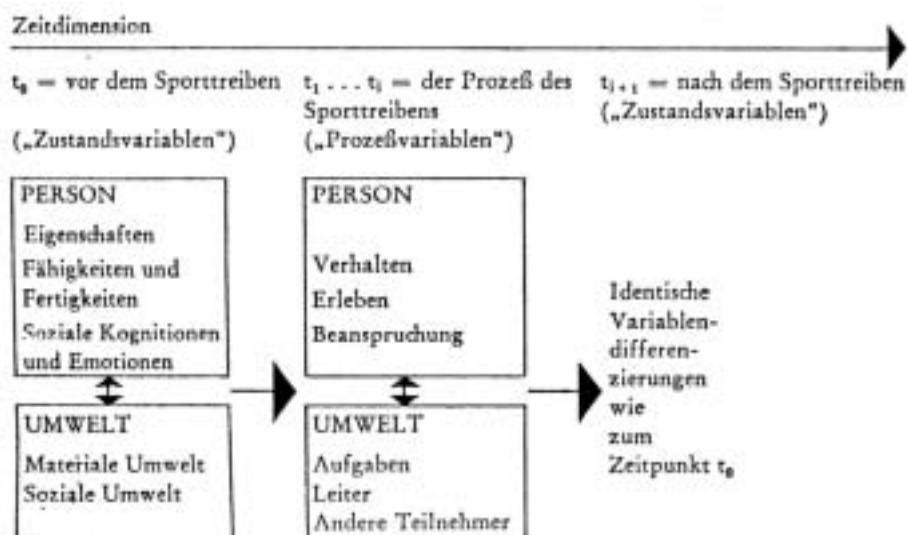 Zeitdimension
t₀ = vor dem Sporttreiben
(„Zustandsvariablen")
t₁ . . . tᵢ = der Prozeß des
Sporttreibens
(„Prozeßvariablen")
tᵢ₊₁ = nach dem Sporttreiben
(„Zustandsvariablen")
PERSON
Eigenschaften
Fähigkeiten und
Fertigkeiten
Soziale Kognitionen
und Emotionen
UMWELT
Materiale Umwelt
Soziale Umwelt
PERSON
Verhalten
Erleben
Beanspruchung
UMWELT
Aufgaben
Leiter
Andere Teilnehmer
Identische
Variablen-
differen-
zierungen
wie
zum
Zeitpunkt t₀